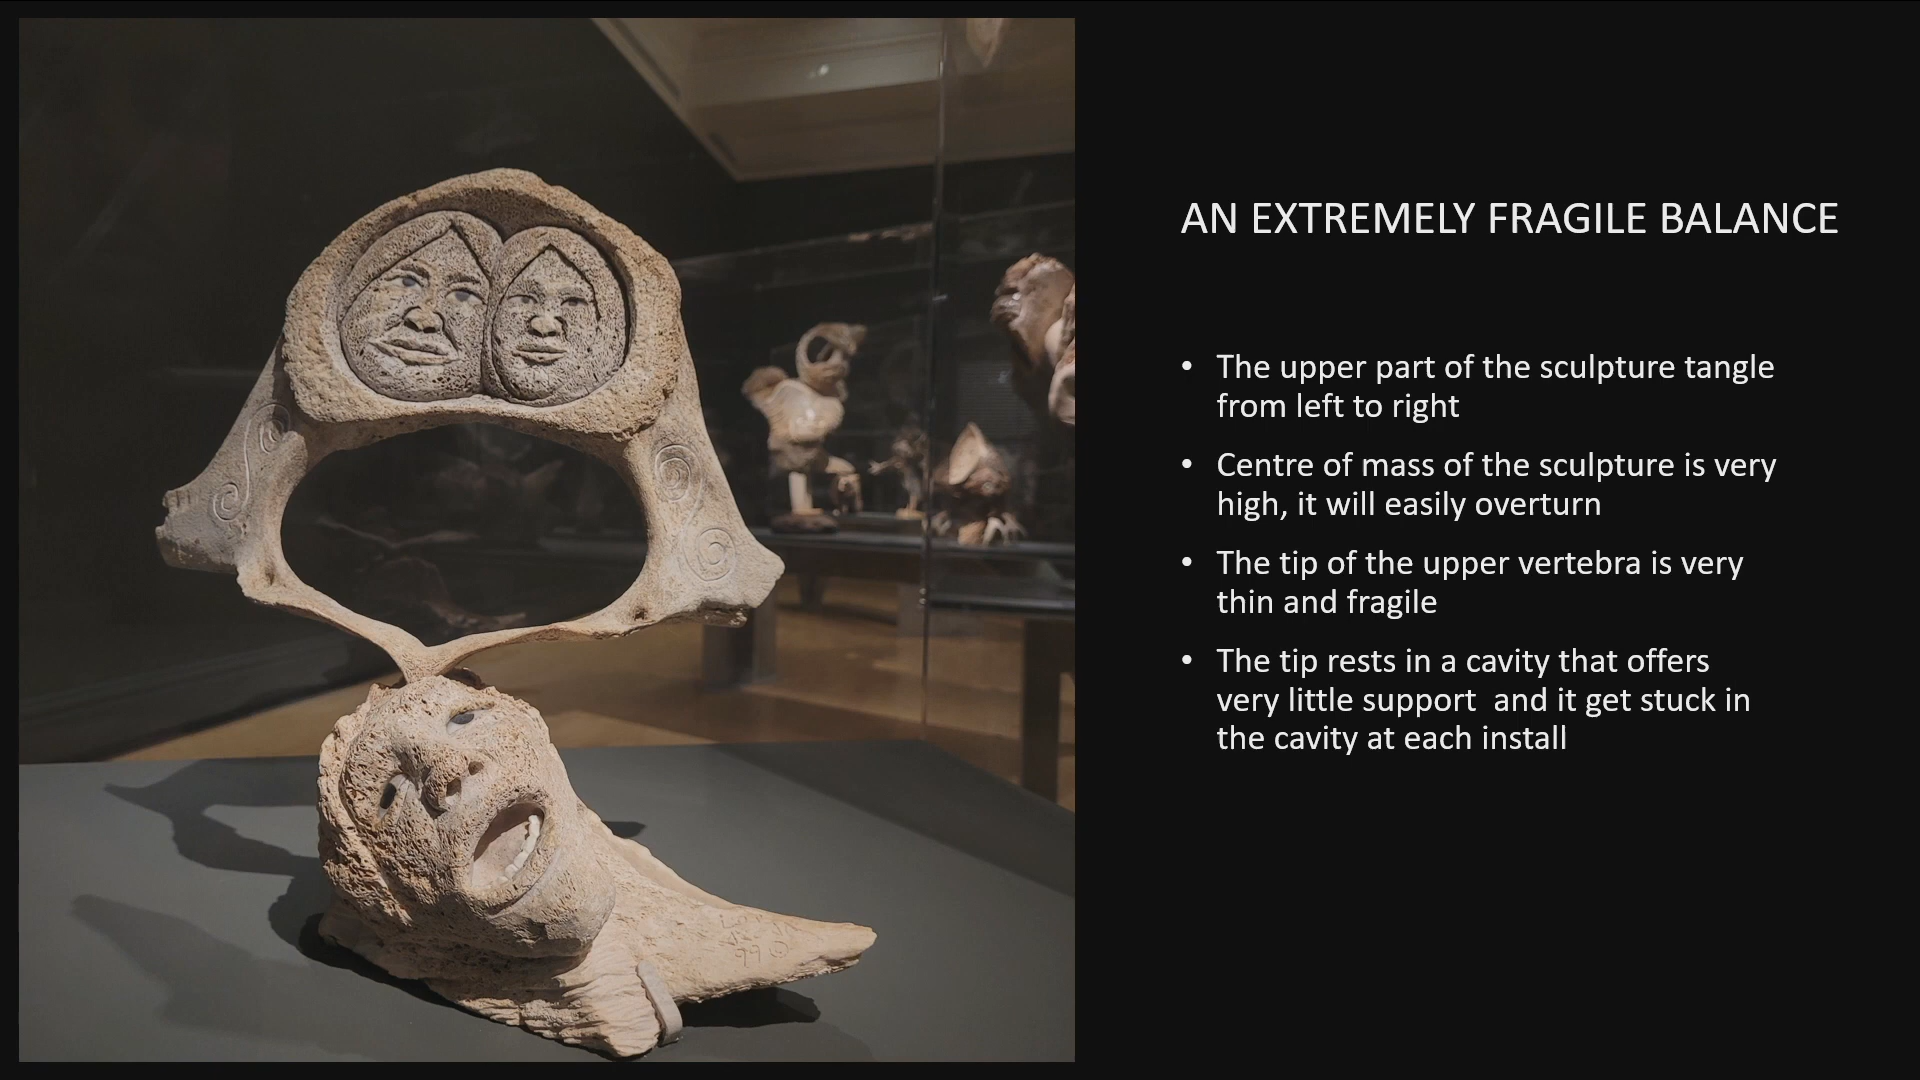 AN EXTREMELY FRAGILE BALANCE
• The upper part of the sculpture tangle
from left to right
• Centre of mass of the sculpture is very
high, it will easily overturn
• The tip of the upper vertebra is very
thin and fragile
• The tip rests in a cavity that offers
very little support  and it get stuck in
the cavity at each install
99 ©